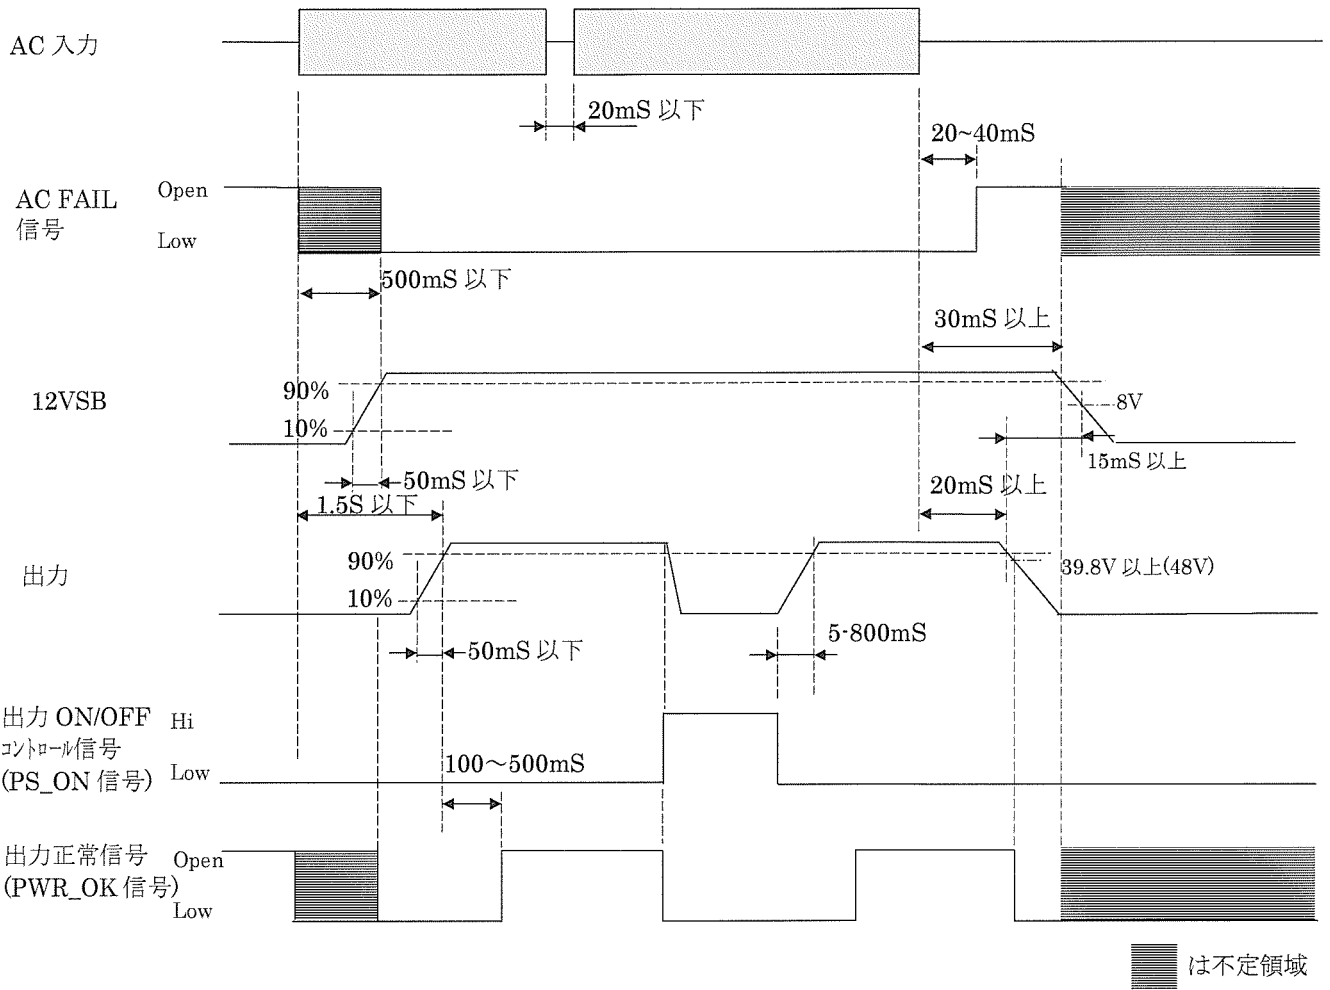 AC 入力
20mS 以下
20~40mS
AC FAIL
信号
Open
Low
500mS 以下
30mS 以上
12VSB
90%
10%
8V
15mS 以上
50mS 以下
1.5S 以下
20mS 以上
出力
90%
10%
39.8V 以上(48V)
50mS 以下
5-800mS
出力 ON/OFF
ｺﾝﾄﾛｰﾙ信号
(PS_ON 信号)
Hi
Low
100〜500mS
出力正常信号
(PWR_OK 信号)
Open
Low
は不定領域